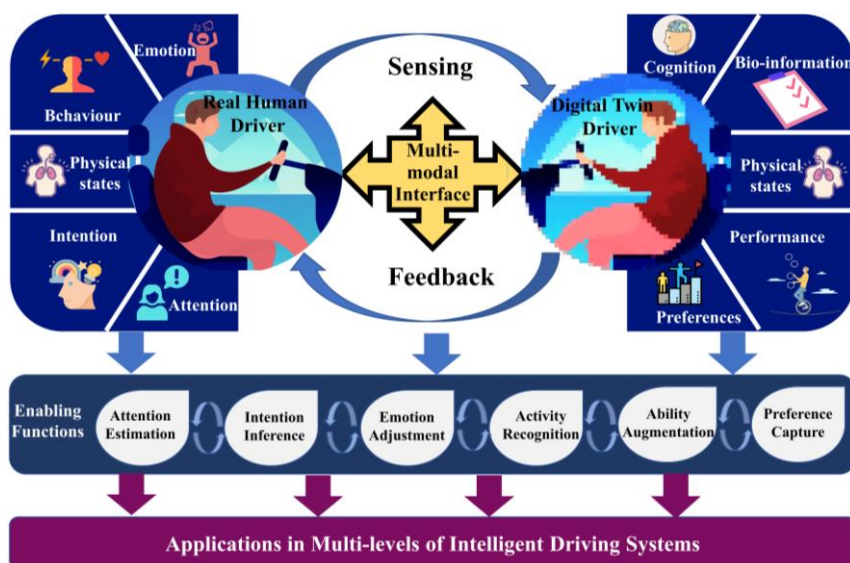 Emotion
Bchaviour
Physical
states
Intention
Attention
Real Human
Driver
Sensing
Multi-
modal
Interface
Feedback
Digital Twin
Driver
Cognition
Bio-information
Physical
states
Performance
Preferences
Enabling
Functions
Attention
Estimation
Intention
Inference
Emotion
Adjustment
Activity
Recognition
Ability
Augmentation
Preference
Capture
Applications in Multi-levels of Intelligent Driving Systems